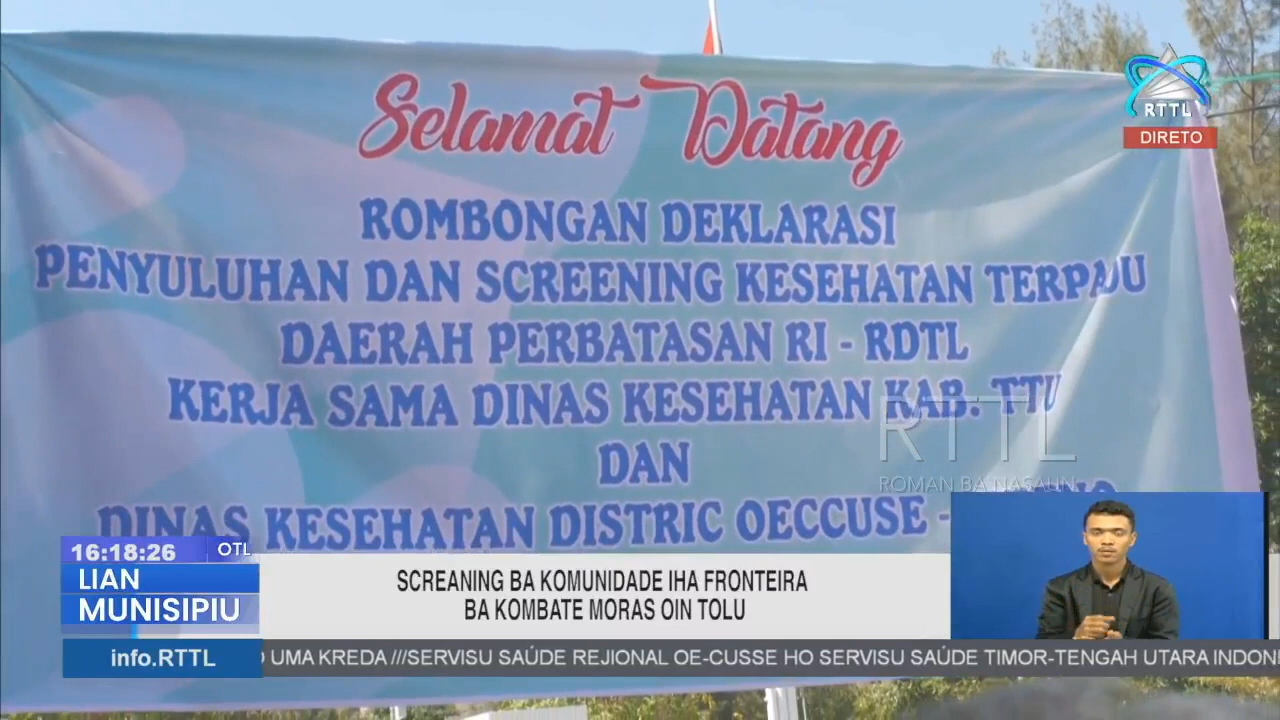 Selamat Datang
ROMBONGAN DEKLARASI
PENYULUHAN DAN SCREENING KESEHATAN TERPADU
DAERAH PERBATASAN RI - RDTL
KERJA SAMA DINAS KESEHATAN KAB. TTU
DAN
DINAS KESEHATAN DISTRIC OECCUSE -
RTTL
DIRETO
RTTL
ROMAN BA NASAUN
16:18:26 OTL
LIAN
MUNISIPIU
SCREANING BA KOMUNIDADE IHA FRONTEIRA
BA KOMBATE MORAS OIN TOLU
info.RTTL
UMA KREDA ///SERVISU SAÚDE REJIONAL OE-CUSSE HO SERVISU SAÚDE TIMOR-TENGAH UTARA